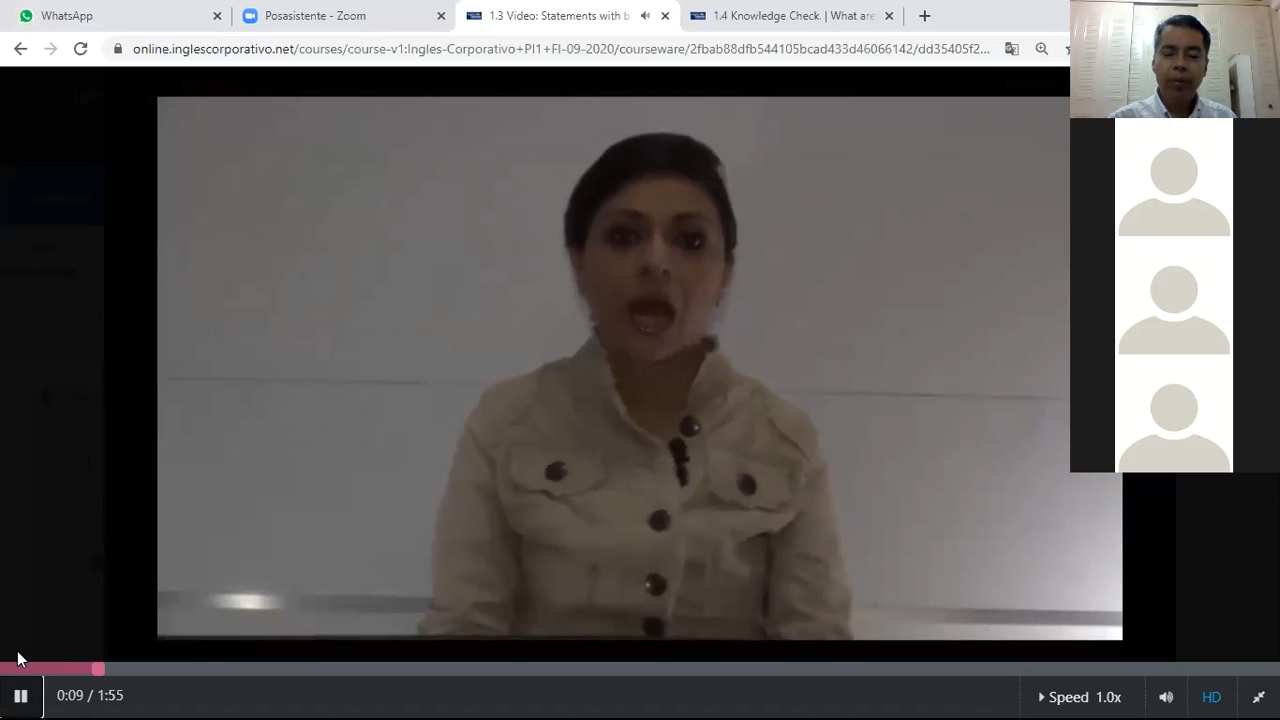 WhatsApp
Posasistente - Zoom
1.3 Video: Statements with b
1.4 Knowledge Check | What ar
online.inglescorporativo.net/courses/course-v1:Ingles-Corporativo+PI1+FI-09-2020/courseware/2fbab88dfb544105bcad433d46066142/dd35405f2...
0:09 / 1:55
Speed 1.0x
HD